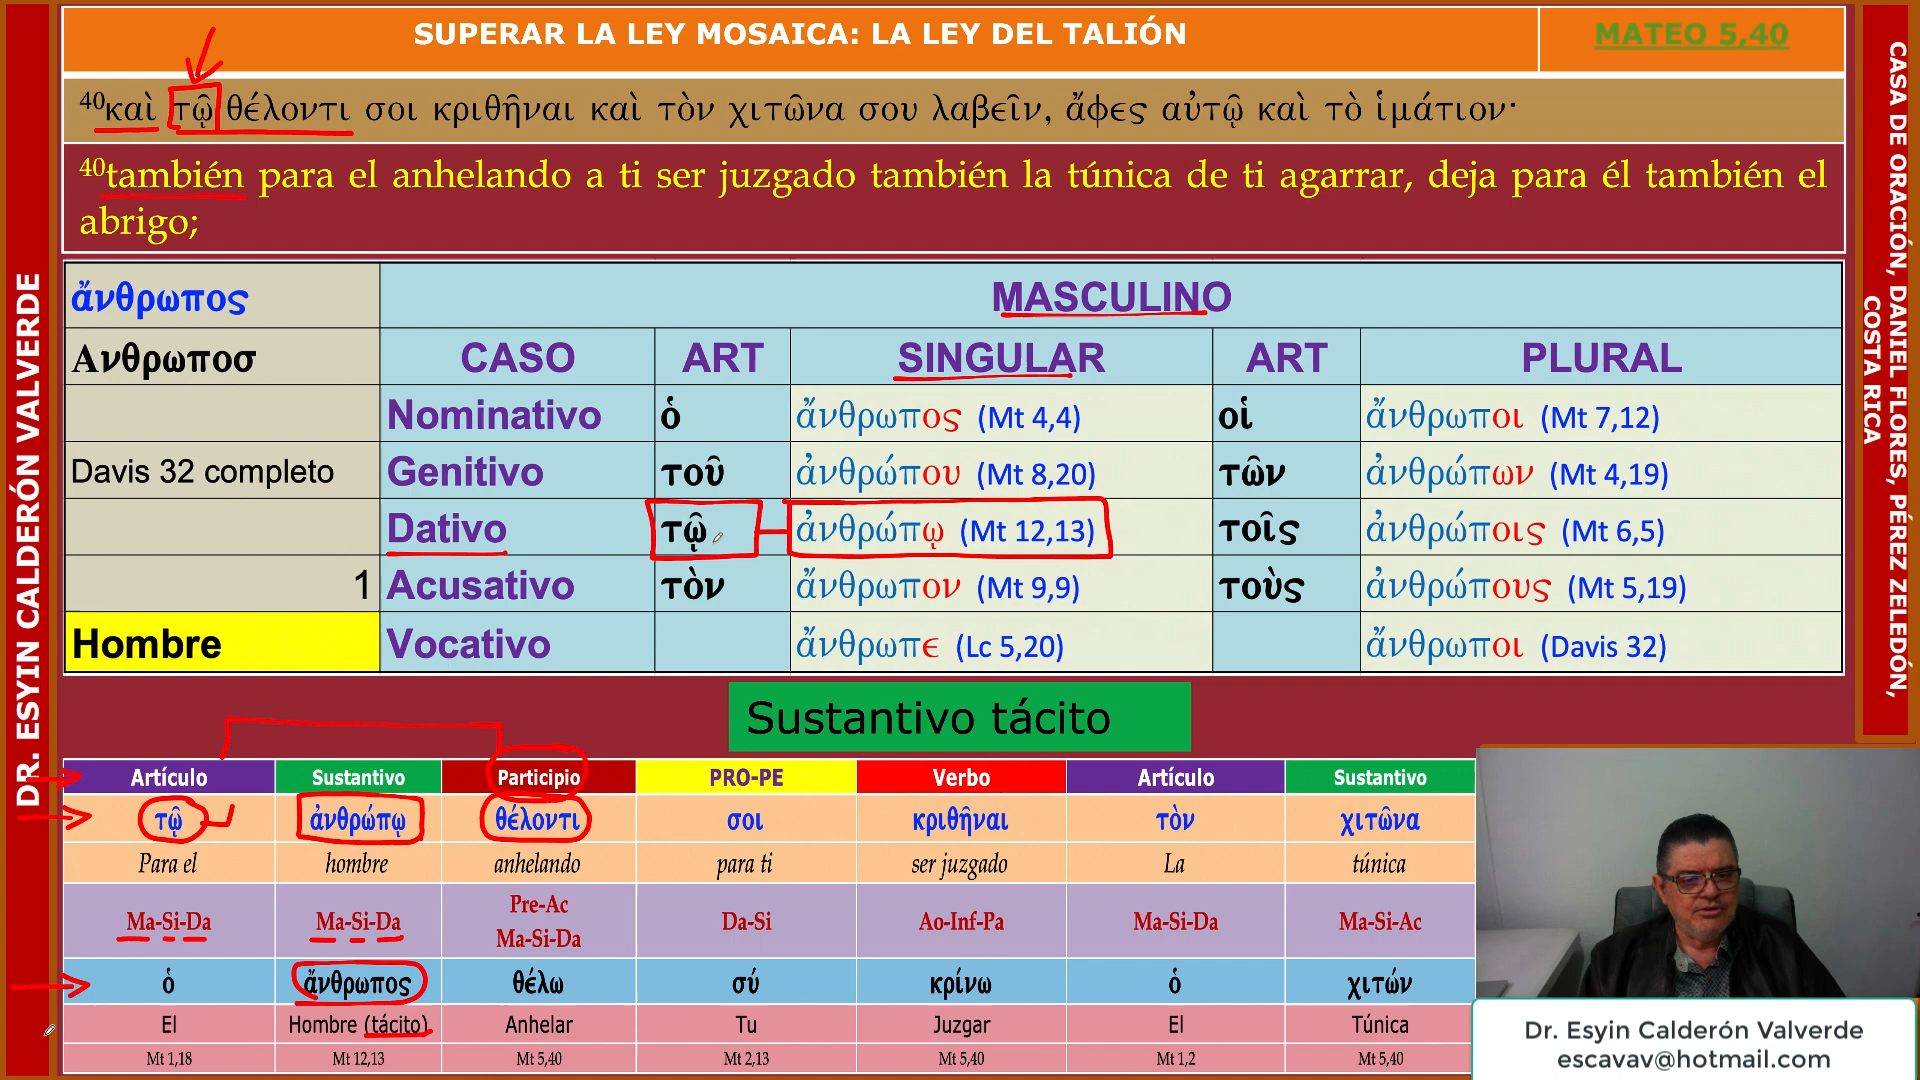 SUPERAR LA LEY MOSAICA: LA LEY DEL TALIÓN
MATEO 5,40
⁴⁰καὶ τῷ θέλοντι σοι κριθῆναι καὶ τὸν χιτῶνα σου λαβεῖν, ἄφες αὐτῷ καὶ τὸ ἱμάτιον·
⁴⁰también para el anhelando a ti ser juzgado también la túnica de ti agarrar, deja para él también el
abrigo;
ἄνθρωπος MASCULINO
Ανθρωποσ CASO ART SINGULAR ART PLURAL
Nominativo ὁ ἄνθρωπος (Mt 4,4) οἱ ἄνθρωποι (Mt 7,12)
Davis 32 completo Genitivo τοῦ ἀνθρώπου (Mt 8,20) τῶν ἀνθρώπων (Mt 4,19)
Dativo τῷ ἀνθρώπῳ (Mt 12,13) τοῖς ἀνθρώποις (Mt 6,5)
1 Acusativo τὸν ἄνθρωπον (Mt 9,9) τοὺς ἀνθρώπους (Mt 5,19)
Hombre Vocativo ἄνθρωπε (Lc 5,20) ἄνθρωποι (Davis 32)
Sustantivo tácito
Artículo Sustantivo Participio PRO-PE Verbo Artículo Sustantivo
τῷ ἀνθρώπῳ θέλοντι σοι κριθῆναι τὸν χιτῶνα
Para el hombre anhelando para ti ser juzgado La túnica
Ma-Si-Da Ma-Si-Da Pre-Ac Ma-Si-Da Da-Si Ao-Inf-Pa Ma-Si-Da Ma-Si-Ac
ὁ ἄνθρωπος θέλω σύ κρίνω ὁ χιτών
El Hombre (tácito) Anhelar Tu Juzgar El Túnica
Mt 1,18 Mt 12,13 Mt 5,40 Mt 2,13 Mt 5,40 Mt 1,2 Mt 5,40
DR. ESYIN CALDERÓN VALVERDE
CASA DE ORACIÓN, DANIEL FLORES, PÉREZ ZELEDÓN,
COSTA RICA
Dr. Esyin Calderón Valverde
escavav@hotmail.com